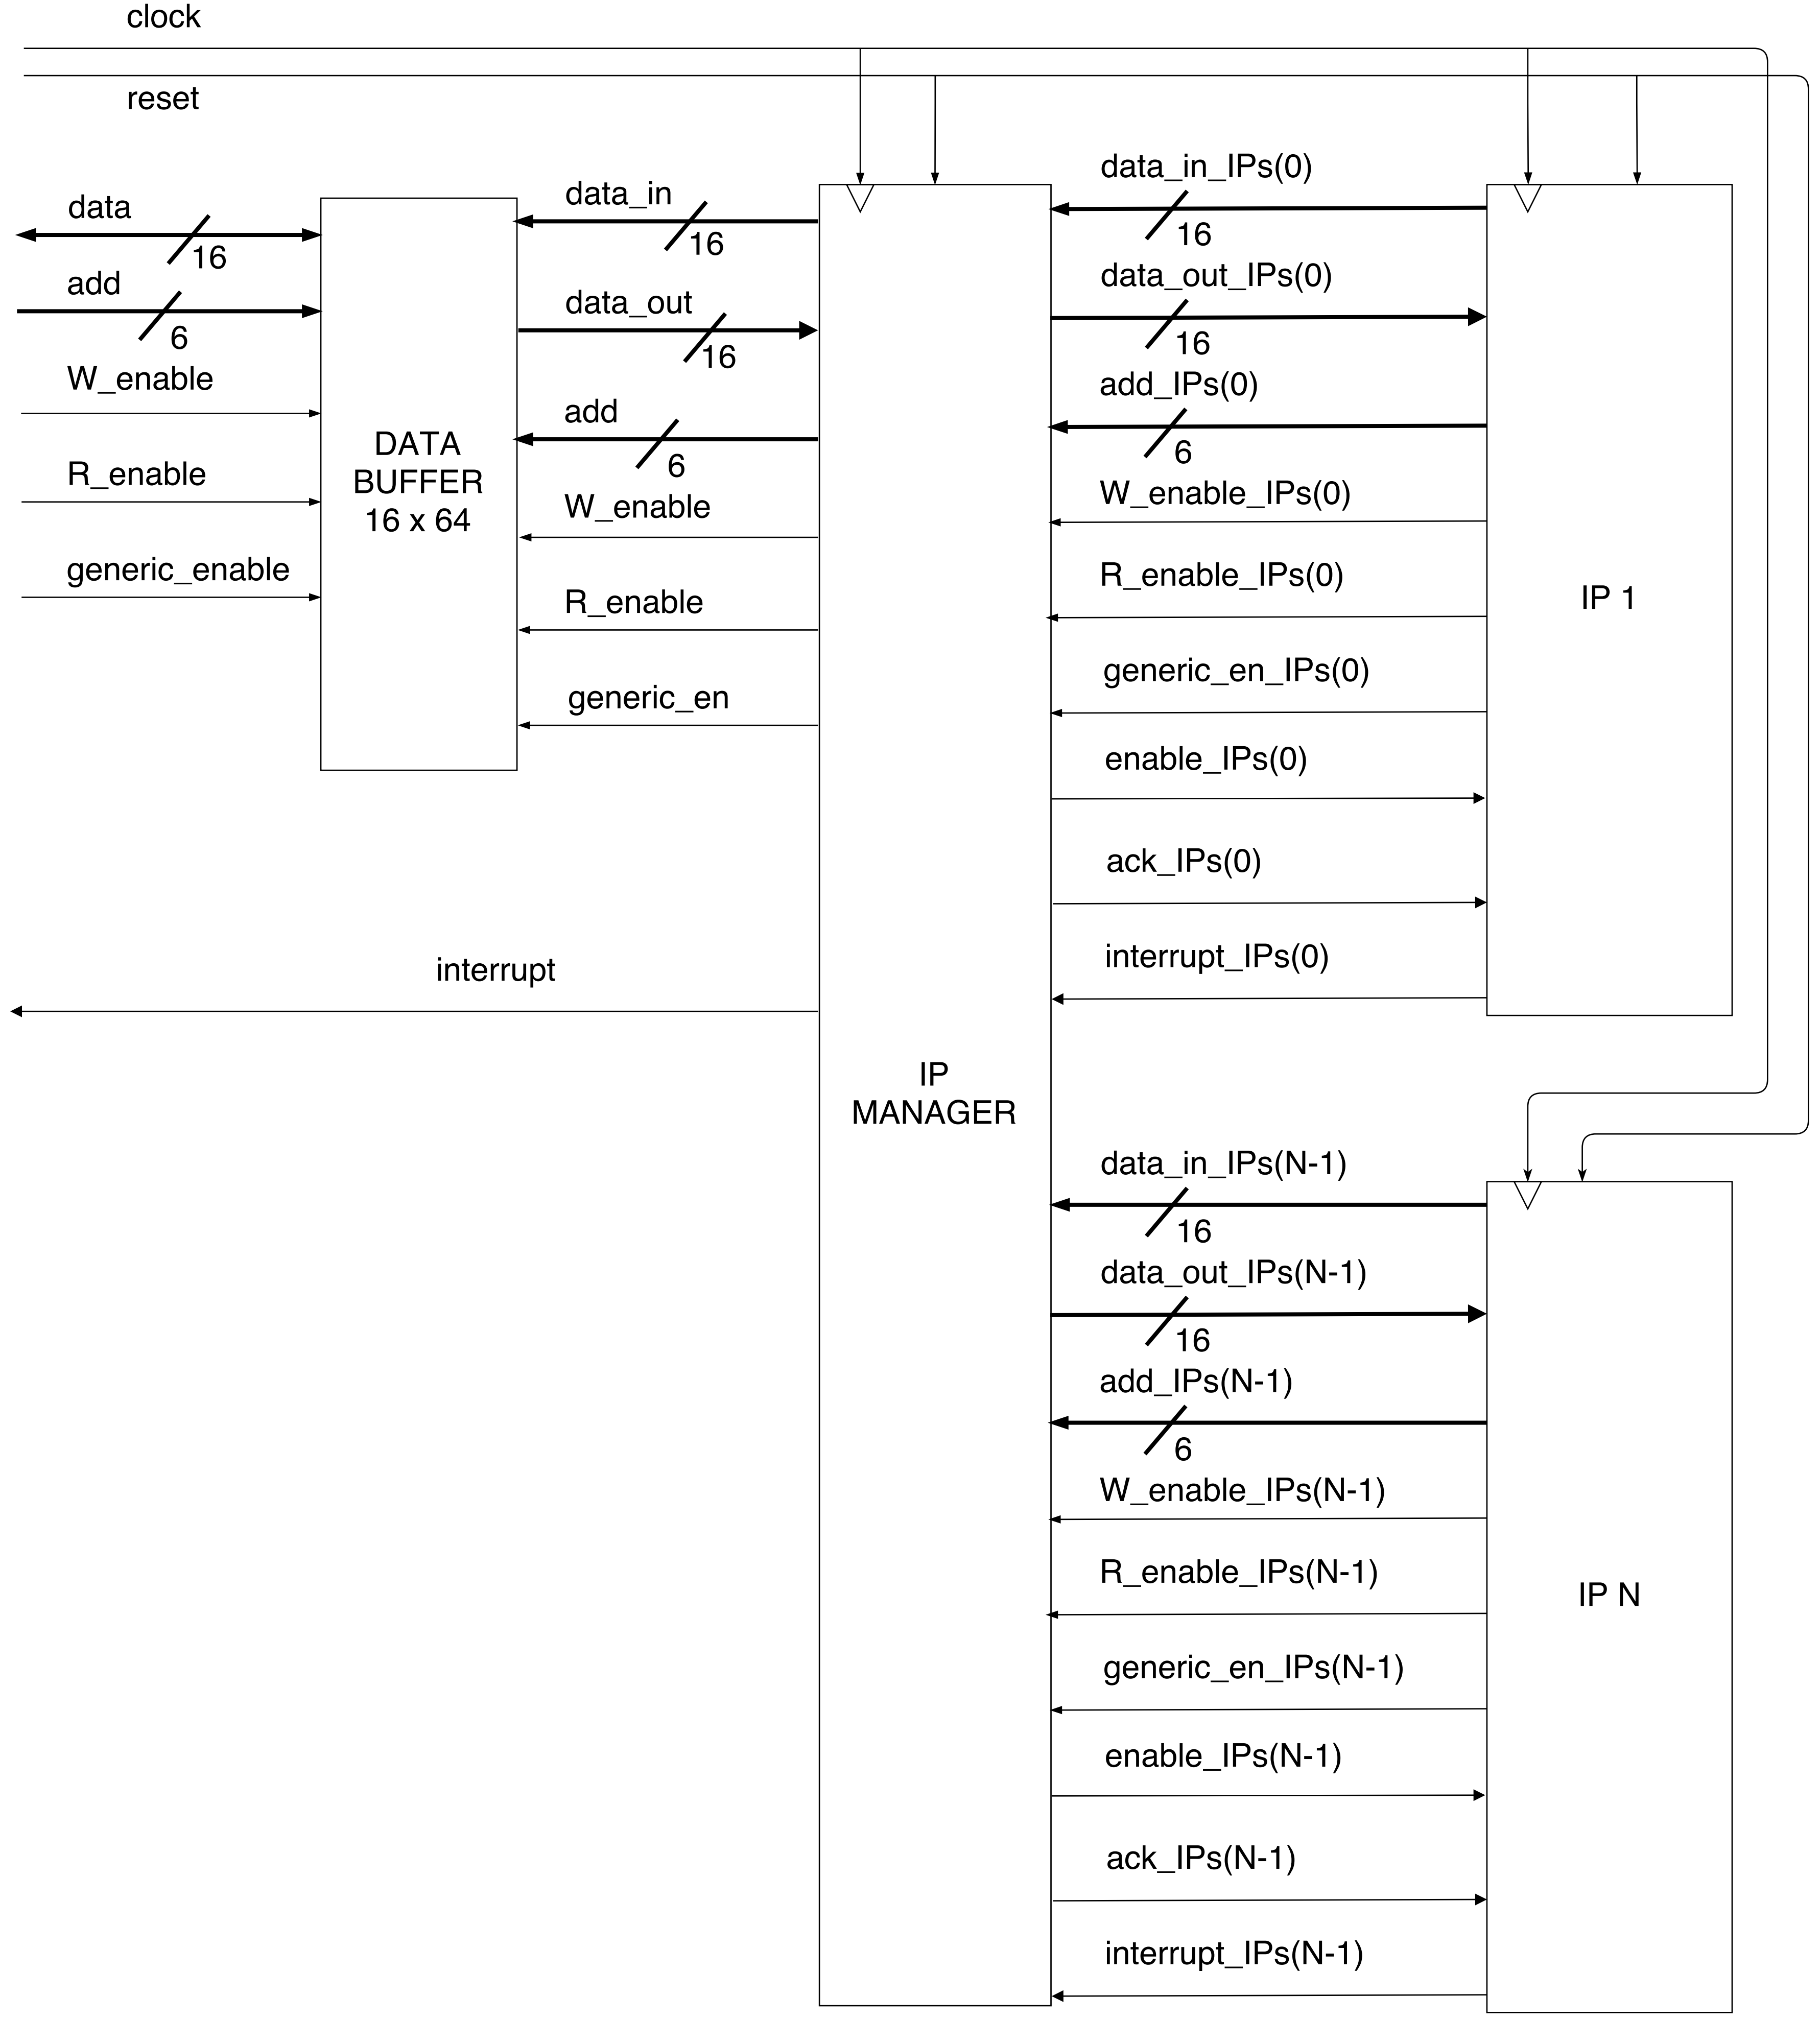 clock
reset
data
16
add
6
W_enable
R_enable
generic_enable
DATA
BUFFER
16 x 64
data_in
16
data_out
16
add
6
W_enable
R_enable
generic_en
interrupt
IP
MANAGER
data_in_IPs(0)
16
data_out_IPs(0)
16
add_IPs(0)
6
W_enable_IPs(0)
R_enable_IPs(0)
generic_en_IPs(0)
enable_IPs(0)
ack_IPs(0)
interrupt_IPs(0)
IP 1
data_in_IPs(N-1)
16
data_out_IPs(N-1)
16
add_IPs(N-1)
6
W_enable_IPs(N-1)
R_enable_IPs(N-1)
generic_en_IPs(N-1)
enable_IPs(N-1)
ack_IPs(N-1)
interrupt_IPs(N-1)
IP N